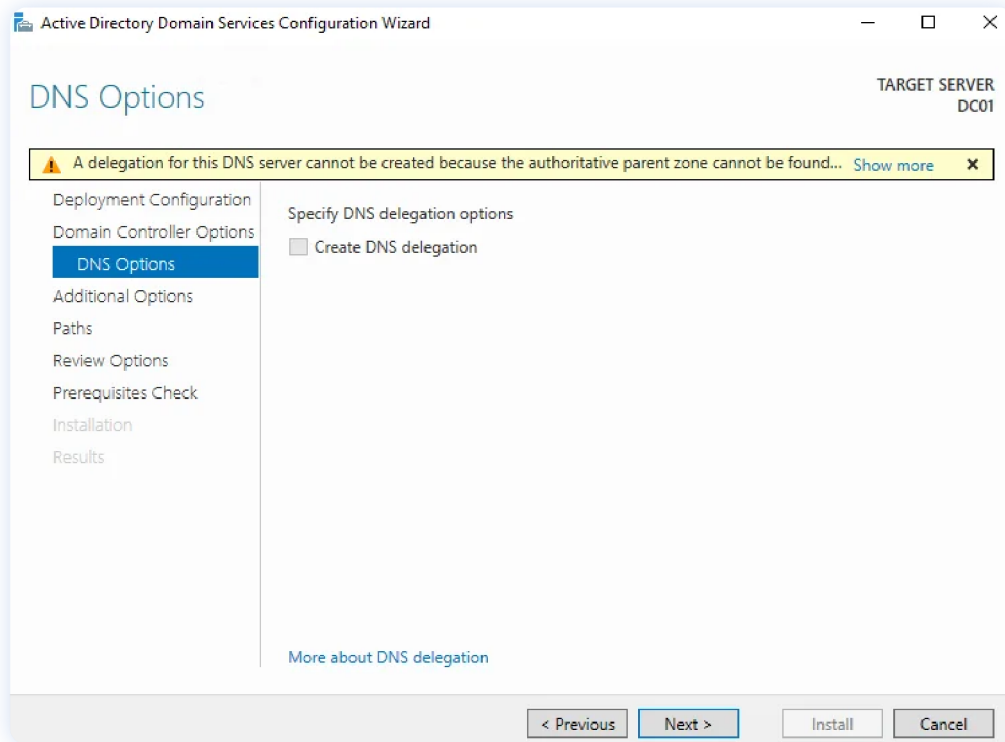 Active Directory Domain Services Configuration Wizard
DNS Options
TARGET SERVER
DC01
A delegation for this DNS server cannot be created because the authoritative parent zone cannot be found... Show more
Deployment Configuration
Domain Controller Options
DNS Options
Additional Options
Paths
Review Options
Prerequisites Check
Installation
Results
Specify DNS delegation options
Create DNS delegation
More about DNS delegation
< Previous Next > Install Cancel